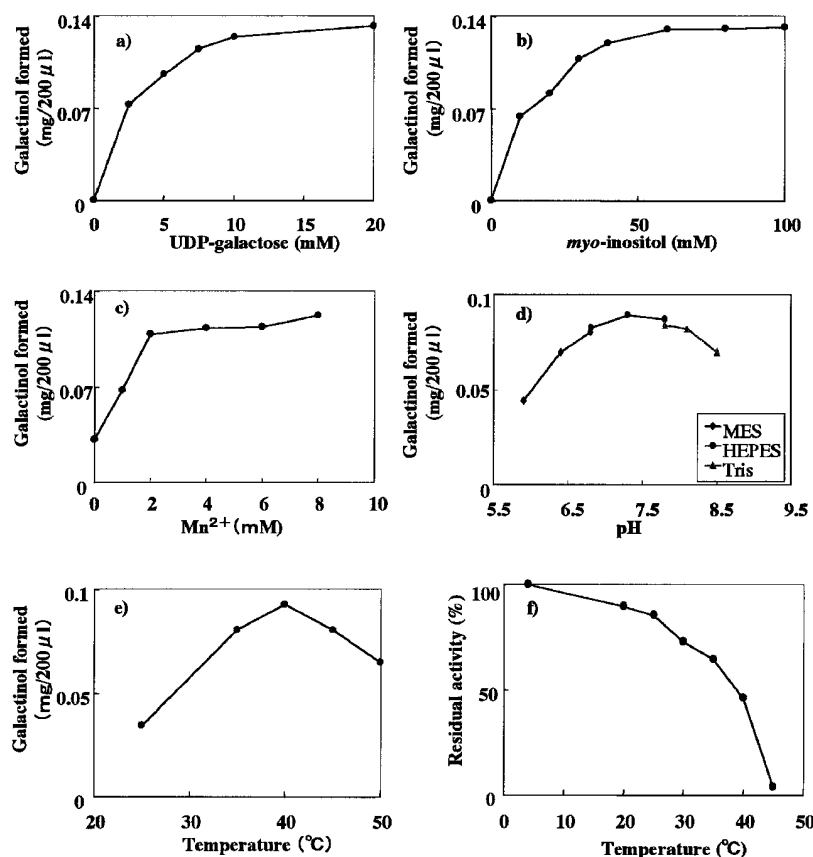 a)
Galactinol formed
(mg/200 μl)
0.14
0.07
0
0 5 10 15 20
UDP-galactose (mM)
b)
Galactinol formed
(mg/200 μl)
0.14
0.07
0
0 50 100
myo-inositol (mM)
c)
Galactinol formed
(mg/200 μl)
0.14
0.07
0
0 2 4 6 8 10
Mn²⁺ (mM)
d)
Galactinol formed
(mg/200 μl)
0.1
0.05
0
MES
HEPES
Tris
5.5 6.5 7.5 8.5 9.5
pH
e)
Galactinol formed
(mg/200 μl)
0.1
0.05
0
20 30 40 50
Temperature (℃)
f)
Residual activity (%)
100
50
0
0 10 20 30 40 50
Temperature (℃)